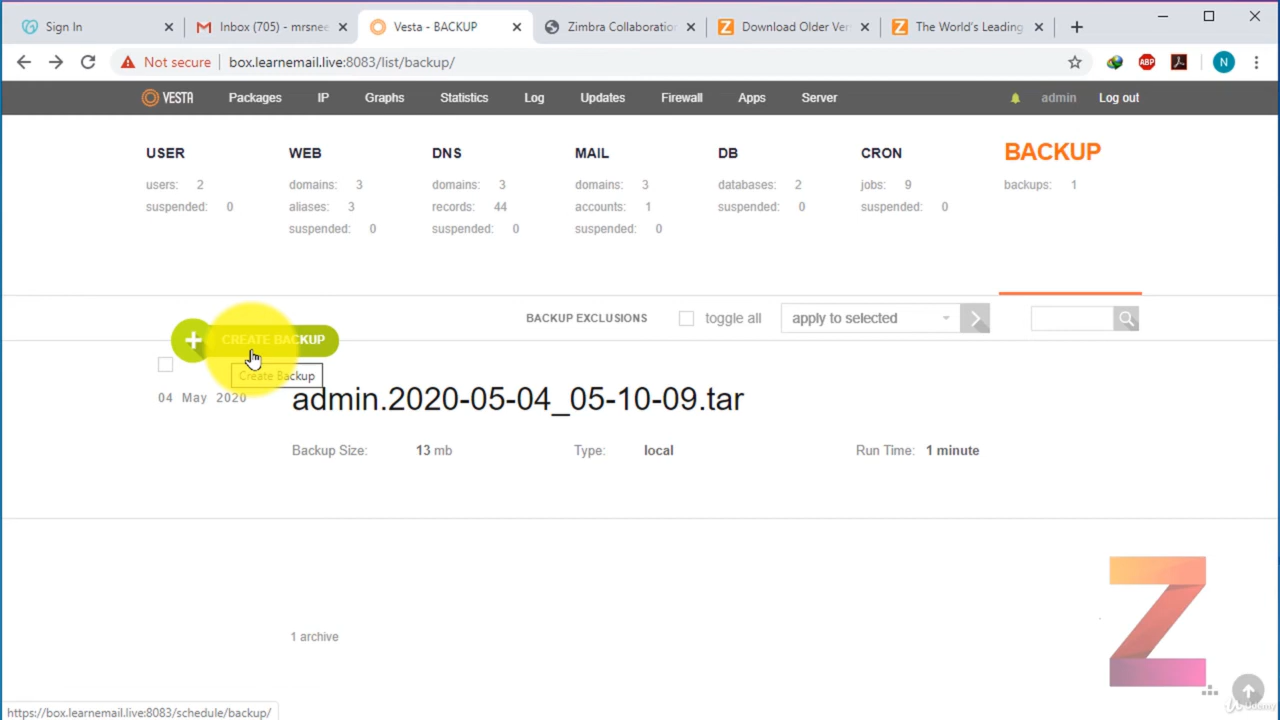 Sign In
Inbox (705) - mrsnee
Vesta - BACKUP
Zimbra Collaboration
Download Older Ver
The World's Leading
Not secure
box.learnemail.live:8083/list/backup/
ABP
N
VESTA
Packages
IP
Graphs
Statistics
Log
Updates
Firewall
Apps
Server
admin
Log out
USER
users: 2
suspended: 0
WEB
domains: 3
aliases: 3
suspended: 0
DNS
domains: 3
records: 44
suspended: 0
MAIL
domains: 3
accounts: 1
suspended: 0
DB
databases: 2
suspended: 0
CRON
jobs: 9
suspended: 0
BACKUP
backups: 1
CREATE BACKUP
BACKUP EXCLUSIONS
toggle all
apply to selected
Create Backup
04 May 2020
admin.2020-05-04_05-10-09.tar
Backup Size: 13 mb
Type: local
Run Time: 1 minute
1 archive
Z
Udemy
https://box.learnemail.live:8083/schedule/backup/